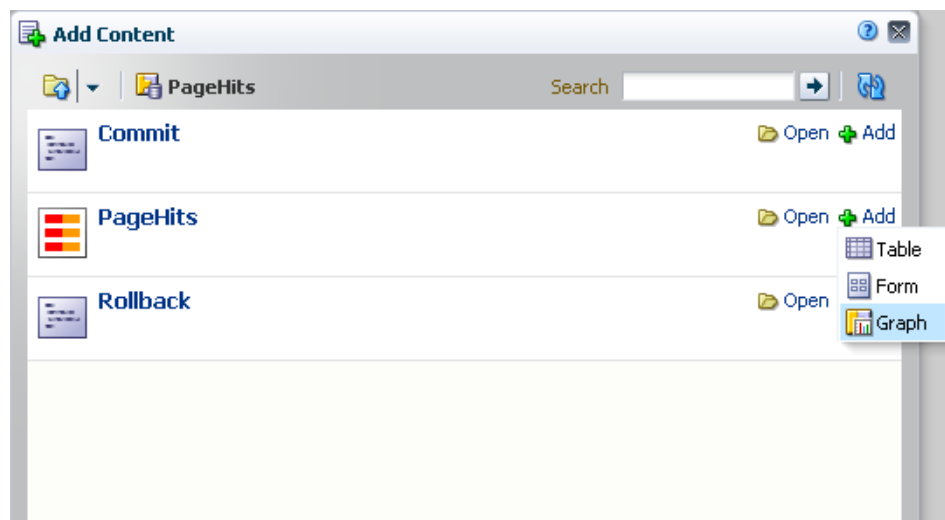 Add Content
PageHits Search
Commit Open Add
PageHits Open Add
Table
Form
Rollback Open
Graph